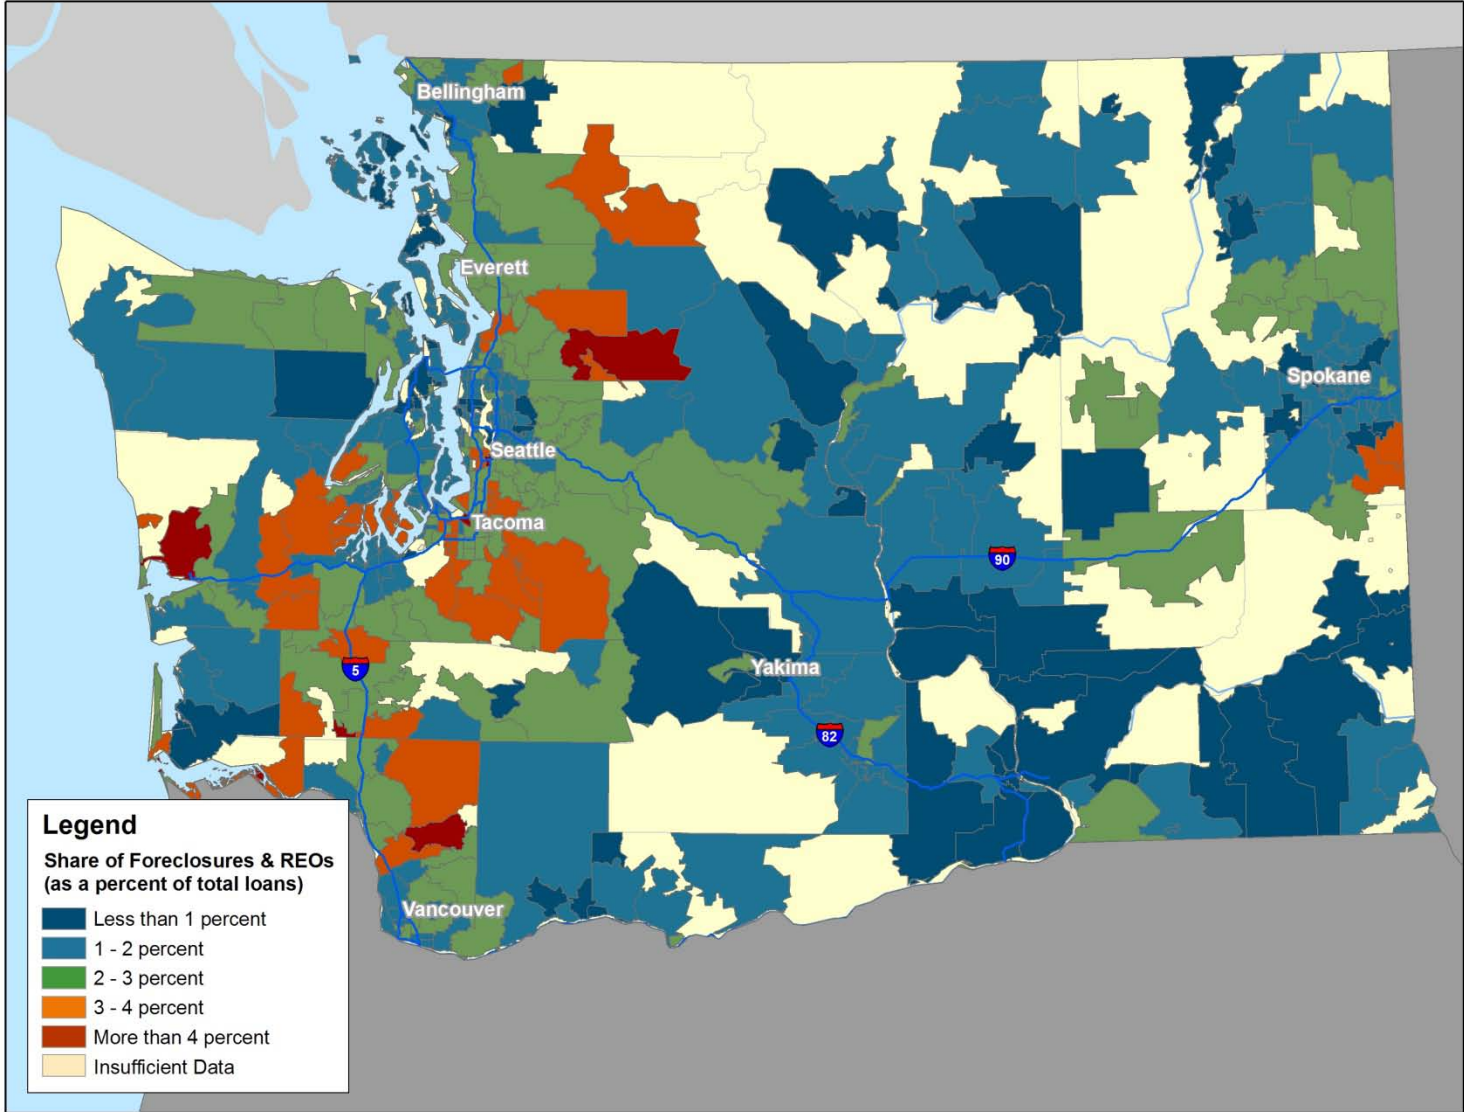 Bellingham
Everett
Spokane
Seattle
Tacoma
90
Yakima
5
82
Vancouver
Legend
Share of Foreclosures & REOs
(as a percent of total loans)
Less than 1 percent
1 - 2 percent
2 - 3 percent
3 - 4 percent
More than 4 percent
Insufficient Data